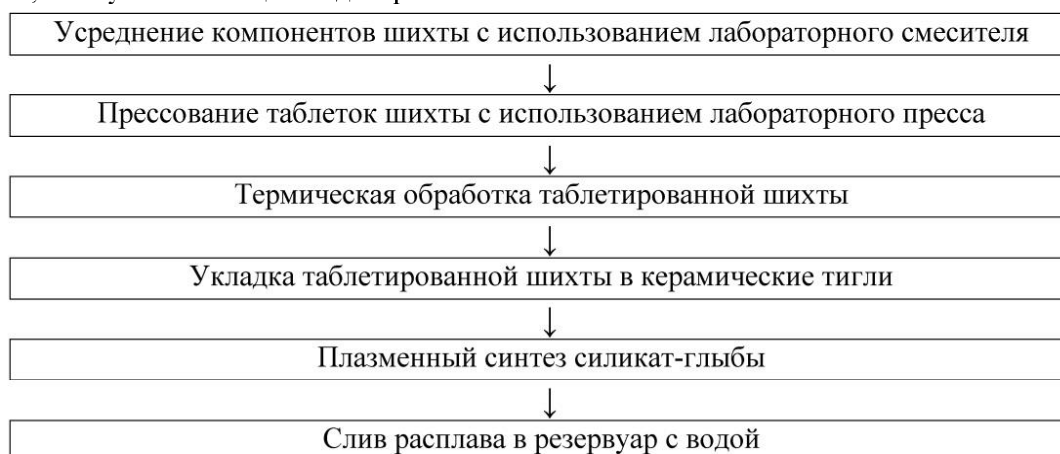 Усреднение компонентов шихты с использованием лабораторного смесителя
↓
Прессование таблеток шихты с использованием лабораторного пресса
↓
Термическая обработка таблетированной шихты
↓
Укладка таблетированной шихты в керамические тигли
↓
Плазменный синтез силикат-глыбы
↓
Слив расплава в резервуар с водой